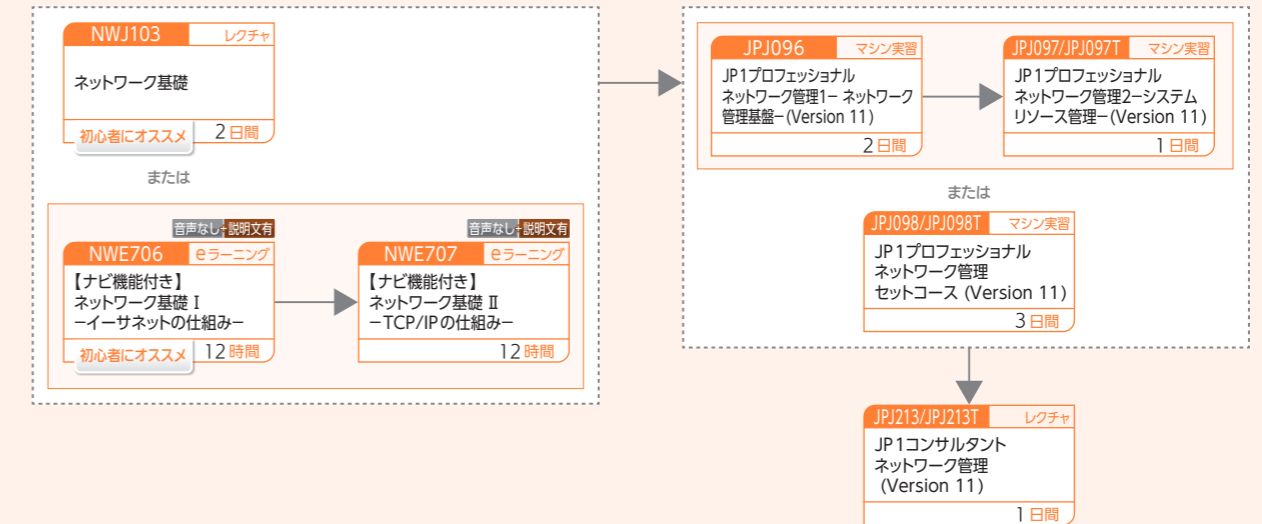 NWJ103 レクチャ
ネットワーク基礎
初心者にオススメ 2日間
または
音声なし+説明文有
NWE706 eラーニング
【ナビ機能付き】
ネットワーク基礎 Ⅰ
−イーサネットの仕組み−
初心者にオススメ 12時間
音声なし+説明文有
NWE707 eラーニング
【ナビ機能付き】
ネットワーク基礎 Ⅱ
−TCP/IPの仕組み−
12時間
JPJ096 マシン実習
JP1プロフェッショナル
ネットワーク管理1− ネットワーク
管理基盤−(Version 11)
2日間
JPJ097/JPJ097T マシン実習
JP1プロフェッショナル
ネットワーク管理2−システム
リソース管理−(Version 11)
1日間
または
JPJ098/JPJ098T マシン実習
JP1プロフェッショナル
ネットワーク管理
セットコース (Version 11)
3日間
JPJ213/JPJ213T レクチャ
JP1コンサルタント
ネットワーク管理
(Version 11)
1日間